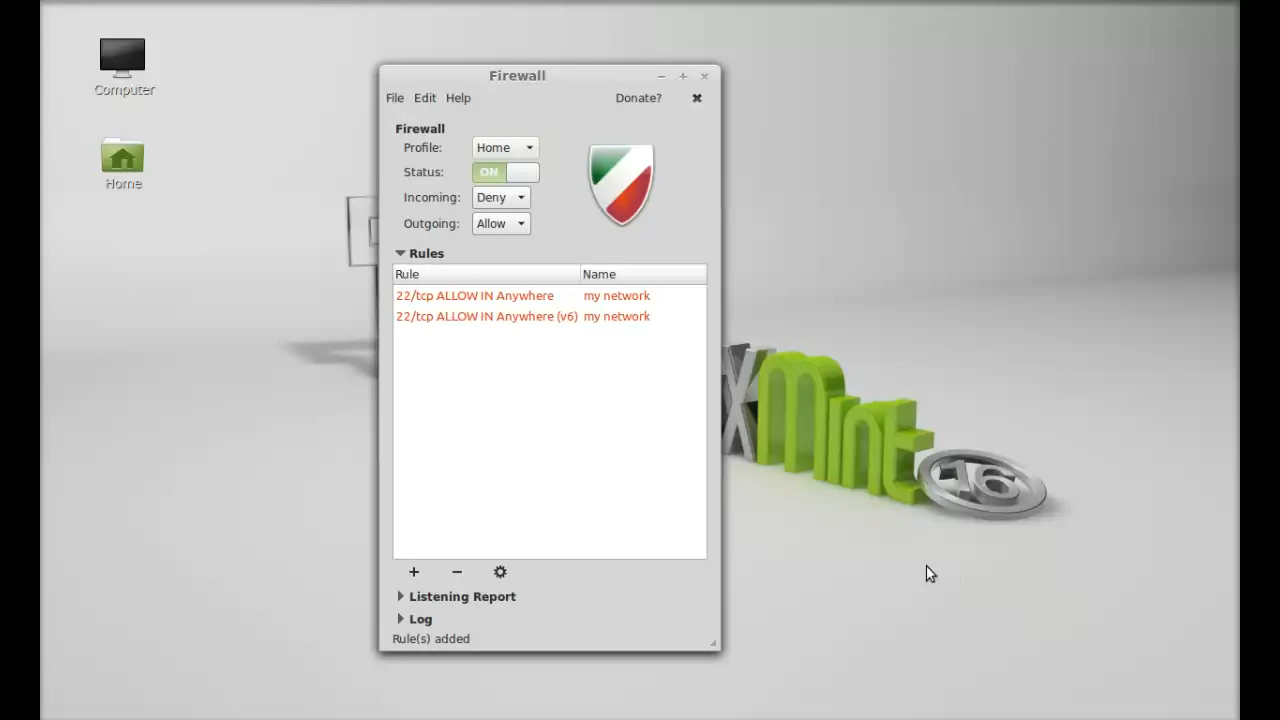 Computer
Home
Firewall
File Edit Help Donate?
Firewall
Profile: Home
Status: ON
Incoming: Deny
Outgoing: Allow
Rules
Rule Name
22/tcp ALLOW IN Anywhere my network
22/tcp ALLOW IN Anywhere (v6) my network
Listening Report
Log
Rule(s) added
XMint
16